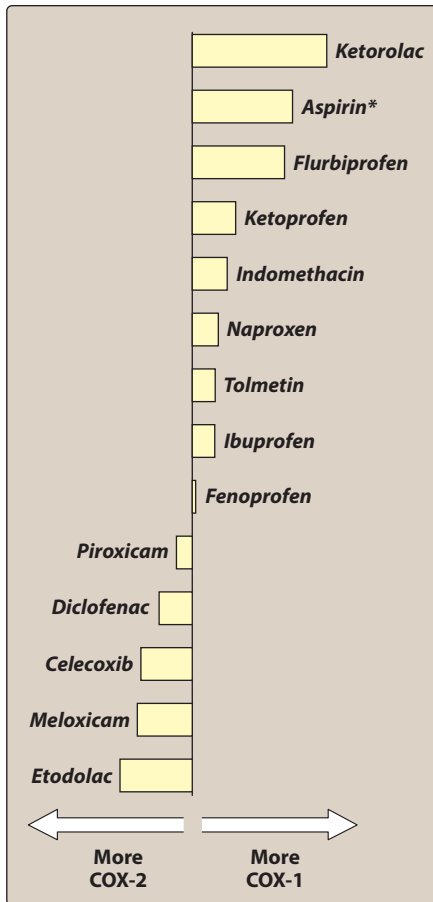 Ketorolac
Aspirin*
Flurbiprofen
Ketoprofen
Indomethacin
Naproxen
Tolmetin
Ibuprofen
Fenoprofen
Piroxicam
Diclofenac
Celecoxib
Meloxicam
Etodolac
More COX-2
More COX-1